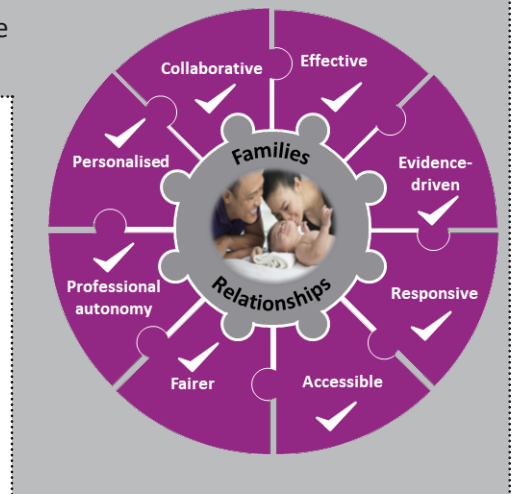 e
Collaborative
Effective
Personalised
Families
Evidence-
driven
Professional
autonomy
Relationships
Responsive
Fairer
Accessible